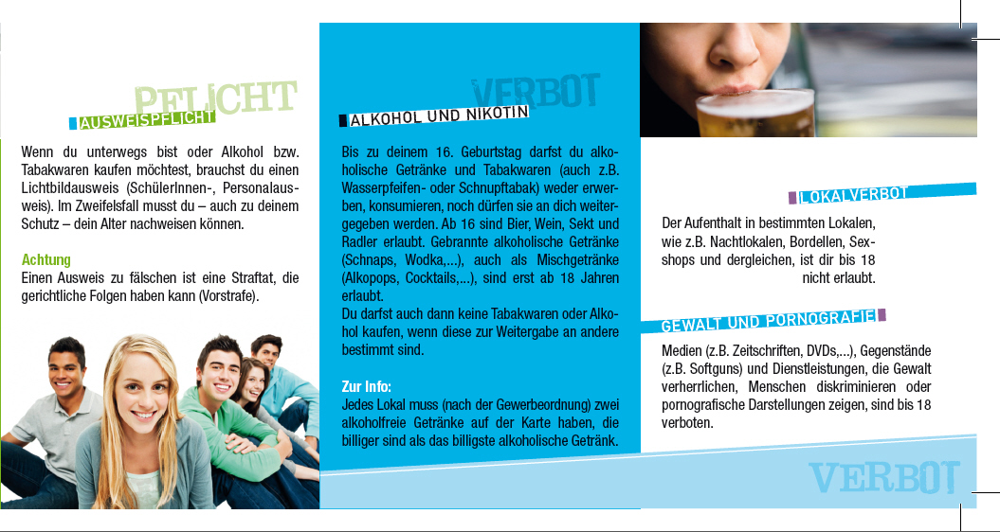 PFLICHT
AUSWEISPFLICHT
Wenn du unterwegs bist oder Alkohol bzw.
Tabakwaren kaufen möchtest, brauchst du einen
Lichtbildausweis (SchülerInnen-, Personalaus-
weis). Im Zweifelsfall musst du – auch zu deinem
Schutz – dein Alter nachweisen können.
Achtung
Einen Ausweis zu fälschen ist eine Straftat, die
gerichtliche Folgen haben kann (Vorstrafe).
VERBOT
ALKOHOL UND NIKOTIN
Bis zu deinem 16. Geburtstag darfst du alko-
holische Getränke und Tabakwaren (auch z.B.
Wasserpfeifen- oder Schnupftabak) weder erwer-
ben, konsumieren, noch dürfen sie an dich weiter-
gegeben werden. Ab 16 sind Bier, Wein, Sekt und
Radler erlaubt. Gebrannte alkoholische Getränke
(Schnaps, Wodka,...), auch als Mischgetränke
(Alkopops, Cocktails,...), sind erst ab 18 Jahren
erlaubt.
Du darfst auch dann keine Tabakwaren oder Alko-
hol kaufen, wenn diese zur Weitergabe an andere
bestimmt sind.
Zur Info:
Jedes Lokal muss (nach der Gewerbeordnung) zwei
alkoholfreie Getränke auf der Karte haben, die
billiger sind als das billigste alkoholische Getränk.
LOKALVERBOT
Der Aufenthalt in bestimmten Lokalen,
wie z.B. Nachtlokalen, Bordellen, Sex-
shops und dergleichen, ist dir bis 18
nicht erlaubt.
GEWALT UND PORNOGRAFIE
Medien (z.B. Zeitschriften, DVDs,...), Gegenstände
(z.B. Softguns) und Dienstleistungen, die Gewalt
verherrlichen, Menschen diskriminieren oder
pornografische Darstellungen zeigen, sind bis 18
verboten.
VERBOT